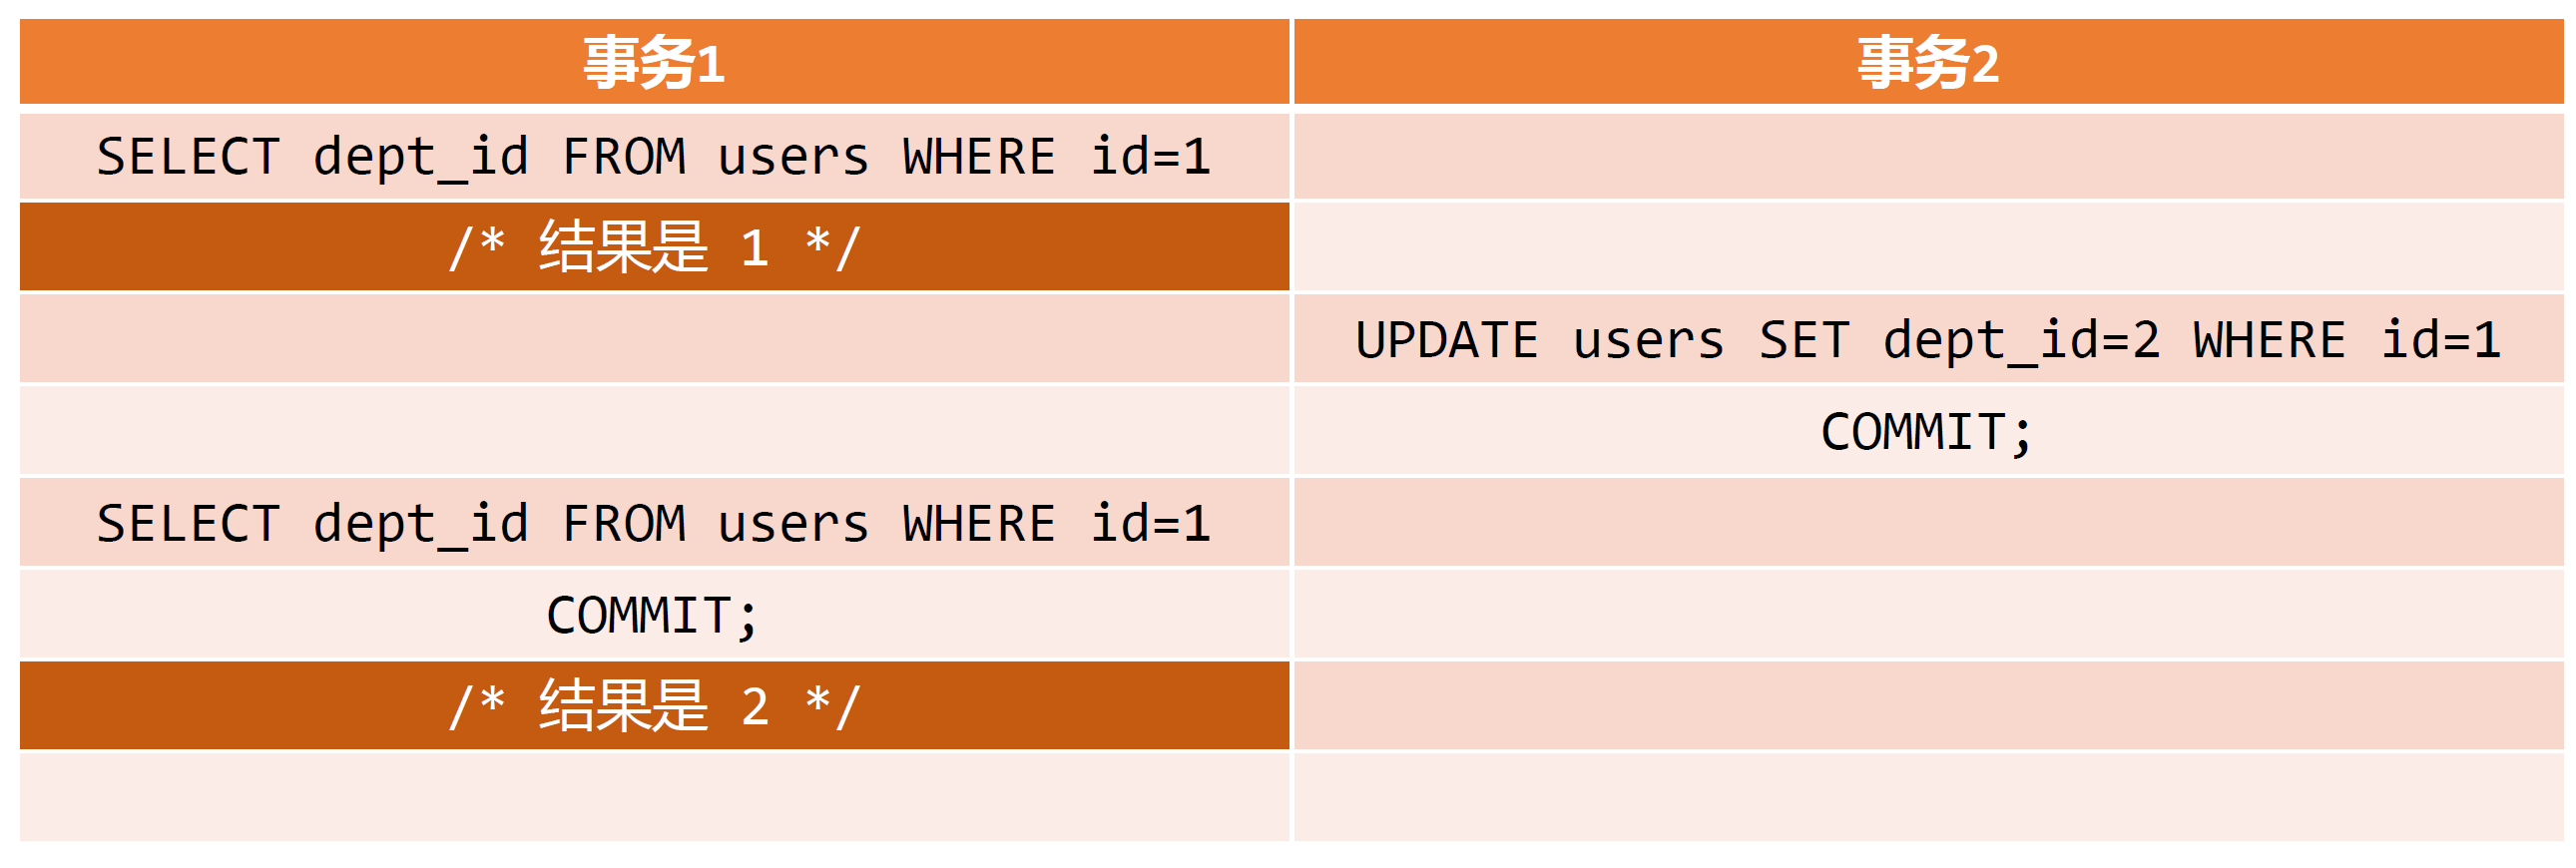 事务1
事务2
SELECT dept_id FROM users WHERE id=1
/* 结果是 1 */
UPDATE users SET dept_id=2 WHERE id=1
COMMIT;
SELECT dept_id FROM users WHERE id=1
COMMIT;
/* 结果是 2 */